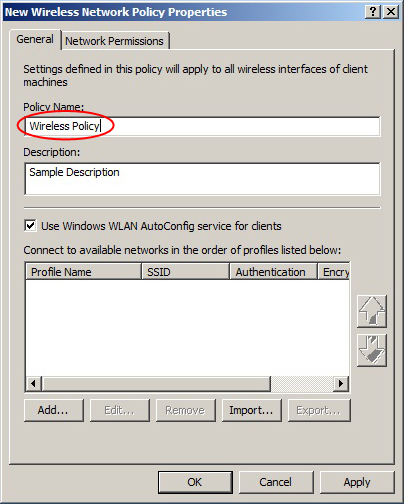 New Wireless Network Policy Properties
General
Network Permissions
Settings defined in this policy will apply to all wireless interfaces of client
machines
Policy Name:
Wireless Policy
Description:
Sample Description
Use Windows WLAN AutoConfig service for clients
Connect to available networks in the order of profiles listed below:
Profile Name SSID Authentication Encry
Add... Edit... Remove Import... Export...
OK Cancel Apply